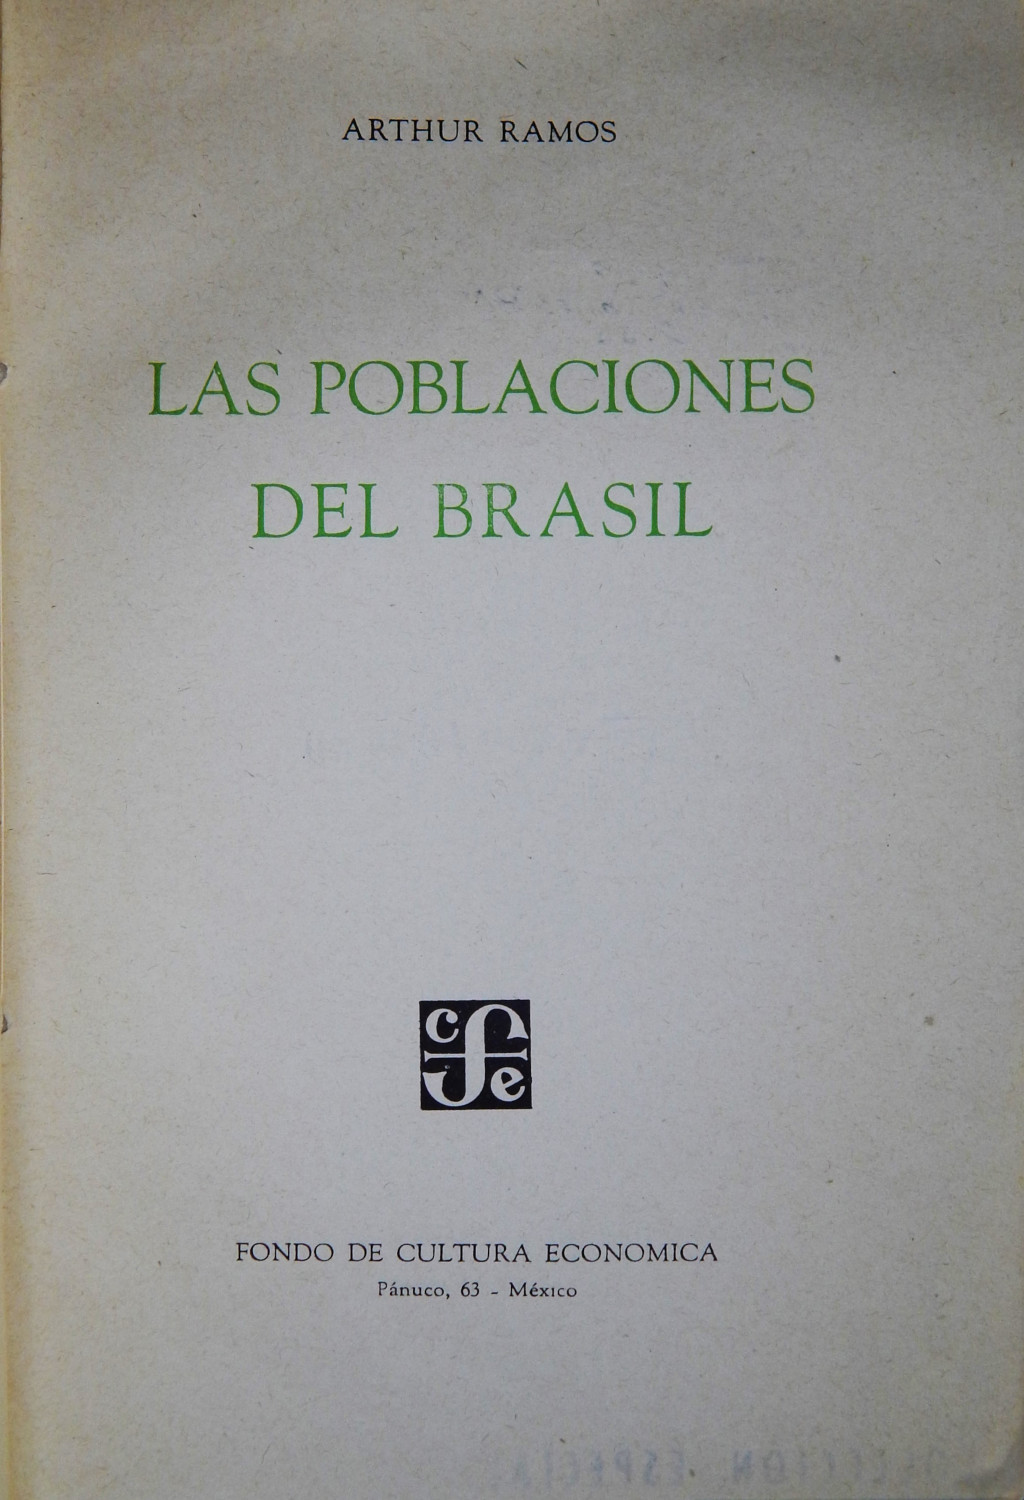 ARTHUR RAMOS
LAS POBLACIONES
DEL BRASIL
c f e
FONDO DE CULTURA ECONOMICA
Pánuco, 63 - México